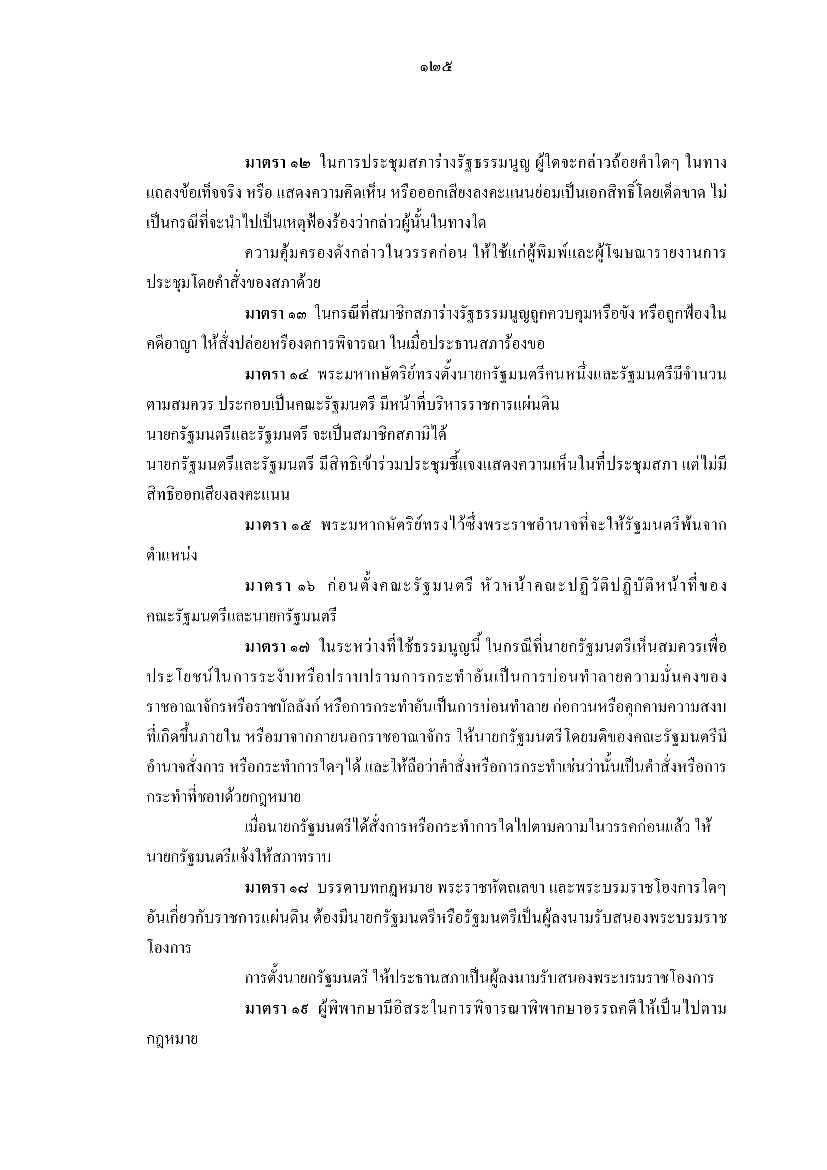 ๑๒๕
มาตรา ๑๒ ในการประชุมสภาร่างรัฐธรรมนูญ ผู้ใดจะกล่าวถ้อยคำใดๆ ในทาง
แถลงข้อเท็จจริง หรือ แสดงความคิดเห็น หรือออกเสียงลงคะแนนย่อมเป็นเอกสิทธิ์โดยเด็ดขาด ไม่
เป็นกรณีที่จะนำไปเป็นเหตุฟ้องร้องว่ากล่าวผู้นั้นในทางใด
ความคุ้มครองดังกล่าวในวรรคก่อน ให้ใช้แก่ผู้พิมพ์และผู้โฆษณารายงานการ
ประชุมโดยคำสั่งของสภาด้วย
มาตรา ๑๓ ในกรณีที่สมาชิกสภาร่างรัฐธรรมนูญถูกควบคุมหรือขัง หรือถูกฟ้องใน
คดีอาญา ให้สั่งปล่อยหรืองดการพิจารณา ในเมื่อประธานสภาร้องขอ
มาตรา ๑๔ พระมหากษัตริย์ทรงตั้งนายกรัฐมนตรีคนหนึ่งและรัฐมนตรีมีจำนวน
ตามสมควร ประกอบเป็นคณะรัฐมนตรี มีหน้าที่บริหารราชการแผ่นดิน
นายกรัฐมนตรีและรัฐมนตรี จะเป็นสมาชิกสภามิได้
นายกรัฐมนตรีและรัฐมนตรี มีสิทธิเข้าร่วมประชุมชี้แจงแสดงความเห็นในที่ประชุมสภา แต่ไม่มี
สิทธิออกเสียงลงคะแนน
มาตรา ๑๕ พระมหากษัตริย์ทรงไว้ซึ่งพระราชอำนาจที่จะให้รัฐมนตรีพ้นจาก
ตำแหน่ง
มาตรา ๑๖ ก่อนตั้งคณะรัฐมนตรี หัวหน้าคณะปฏิวัติปฏิบัติหน้าที่ของ
คณะรัฐมนตรีและนายกรัฐมนตรี
มาตรา ๑๗ ในระหว่างที่ใช้ธรรมนูญนี้ ในกรณีที่นายกรัฐมนตรีเห็นสมควรเพื่อ
ประโยชน์ในการระงับหรือปราบปรามการกระทำอันเป็นการบ่อนทำลายความมั่นคงของ
ราชอาณาจักรหรือราชบัลลังก์ หรือการกระทำอันเป็นการบ่อนทำลาย ก่อกวนหรือคุกคามความสงบ
ที่เกิดขึ้นภายใน หรือมาจากภายนอกราชอาณาจักร ให้นายกรัฐมนตรีโดยมติของคณะรัฐมนตรีมี
อำนาจสั่งการ หรือกระทำการใดๆได้ และให้ถือว่าคำสั่งหรือการกระทำเช่นว่านั้นเป็นคำสั่งหรือการ
กระทำที่ชอบด้วยกฎหมาย
เมื่อนายกรัฐมนตรีได้สั่งการหรือกระทำการใดไปตามความในวรรคก่อนแล้ว ให้
นายกรัฐมนตรีแจ้งให้สภาทราบ
มาตรา ๑๘ บรรดาบทกฎหมาย พระราชหัตถเลขา และพระบรมราชโองการใดๆ
อันเกี่ยวกับราชการแผ่นดิน ต้องมีนายกรัฐมนตรีหรือรัฐมนตรีเป็นผู้ลงนามรับสนองพระบรมราช
โองการ
การตั้งนายกรัฐมนตรี ให้ประธานสภาเป็นผู้ลงนามรับสนองพระบรมราชโองการ
มาตรา ๑๙ ผู้พิพากษามีอิสระในการพิจารณาพิพากษาอรรถคดีให้เป็นไปตาม
กฎหมาย